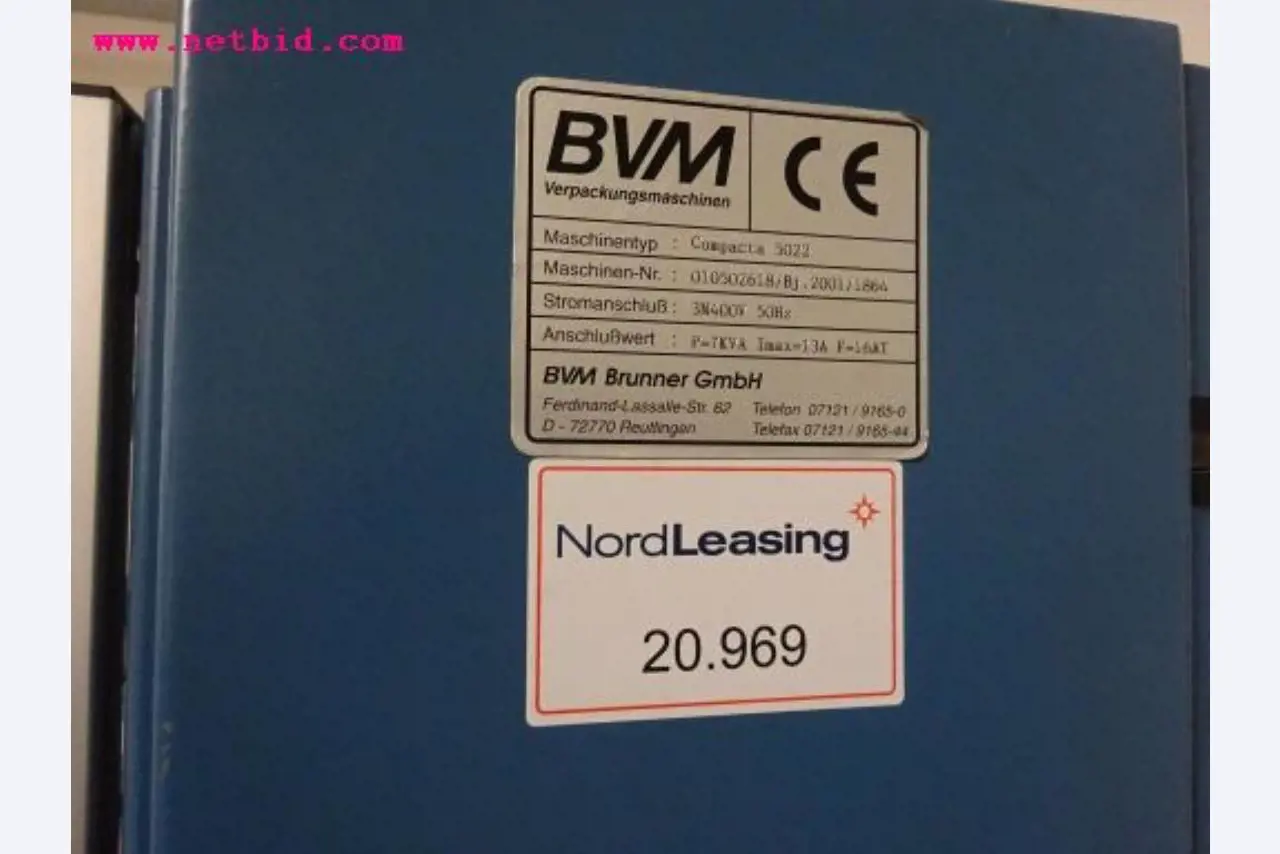 www.netbid.com
BVM
Verpackungsmaschinen
CE
Maschinentyp : Compacta 5022
Maschinen-Nr. : 010502618/Bj.2001/1864
Stromanschluß : 3N400V 50Hz
Anschlußwert : P=7KVA Imax=13A F=16AT
BVM Brunner GmbH
Ferdinand-Lassalle-Str. 62 Telefon 07121 / 9165-0
D - 72770 Reutlingen Telefax 07121 / 9165-44
NordLeasing
20.969